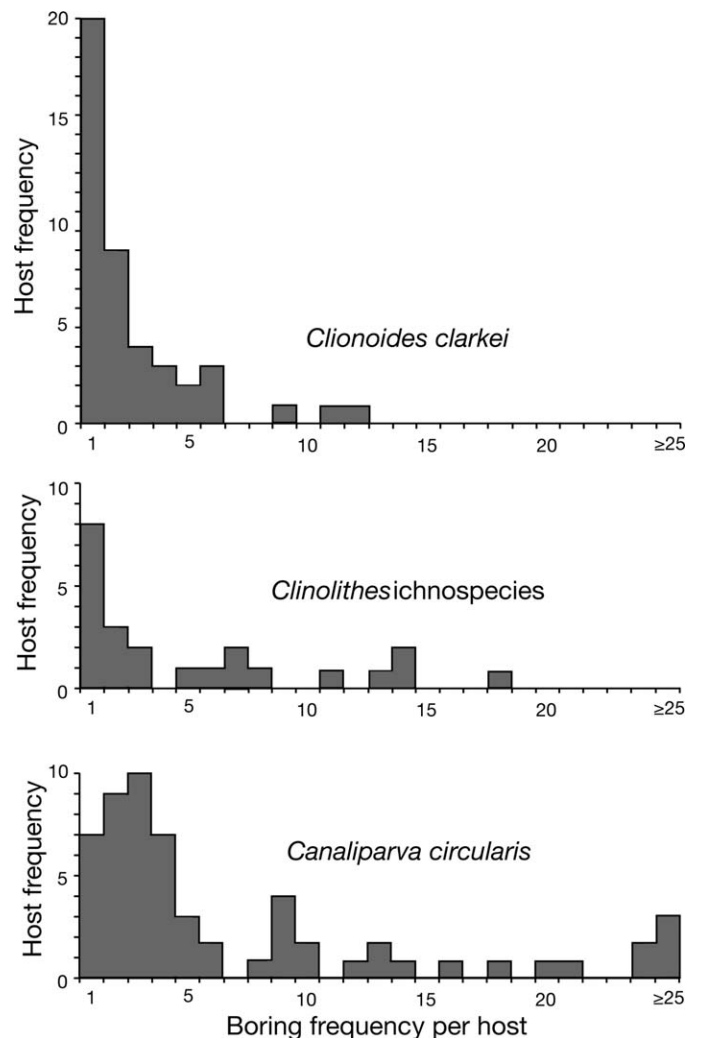 20
15
10
5
0
Host frequency
Clionoides clarkei
1 5 10 15 20 ≥25
10
5
0
Host frequency
Clinolithesichnospecies
1 5 10 15 20 ≥25
10
5
0
Host frequency
Canaliparva circularis
1 5 10 15 20 ≥25
Boring frequency per host